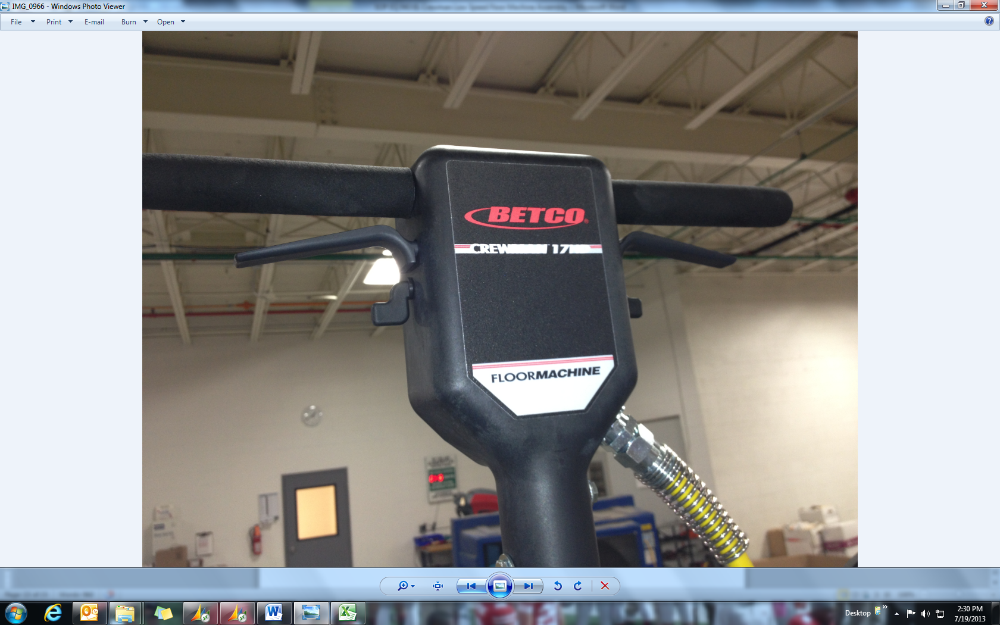 IMG_0966 - Windows Photo Viewer
File Print E-mail Burn Open
BETCO®
CREW 17
FLOORMACHINE
Desktop
2:30 PM
7/19/2013